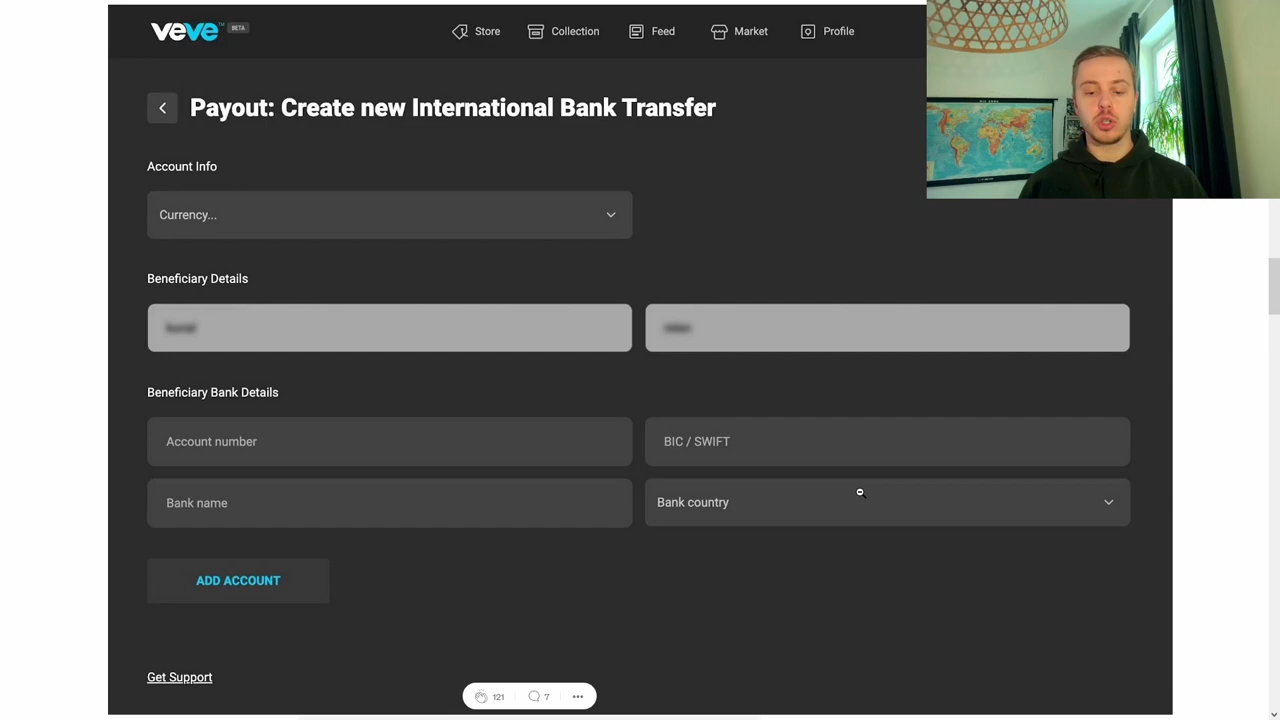 veve™ BETA
Store
Collection
Feed
Market
Profile
Payout: Create new International Bank Transfer
Account Info
Currency...
Beneficiary Details
Beneficiary Bank Details
Account number
BIC / SWIFT
Bank name
Bank country
ADD ACCOUNT
Get Support
121
7